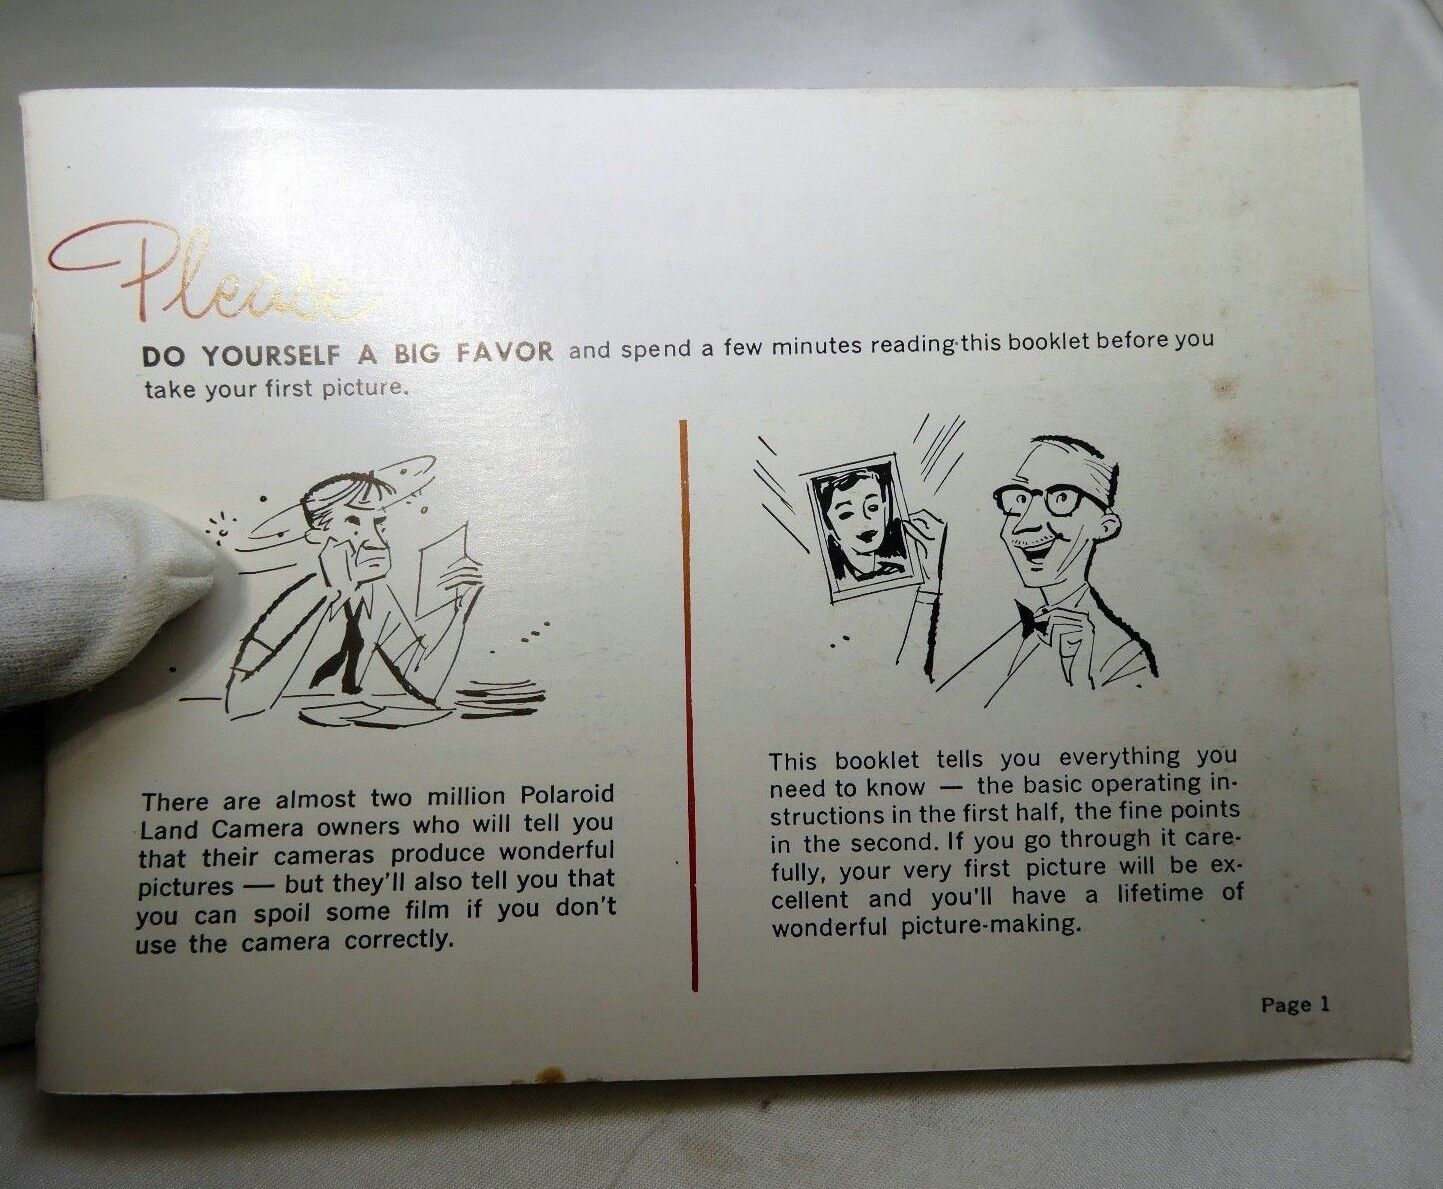 Please
DO YOURSELF A BIG FAVOR and spend a few minutes reading this booklet before you
take your first picture.
There are almost two million Polaroid
Land Camera owners who will tell you
that their cameras produce wonderful
pictures — but they'll also tell you that
you can spoil some film if you don't
use the camera correctly.
This booklet tells you everything you
need to know — the basic operating in-
structions in the first half, the fine points
in the second. If you go through it care-
fully, your very first picture will be ex-
cellent and you'll have a lifetime of
wonderful picture-making.
Page 1